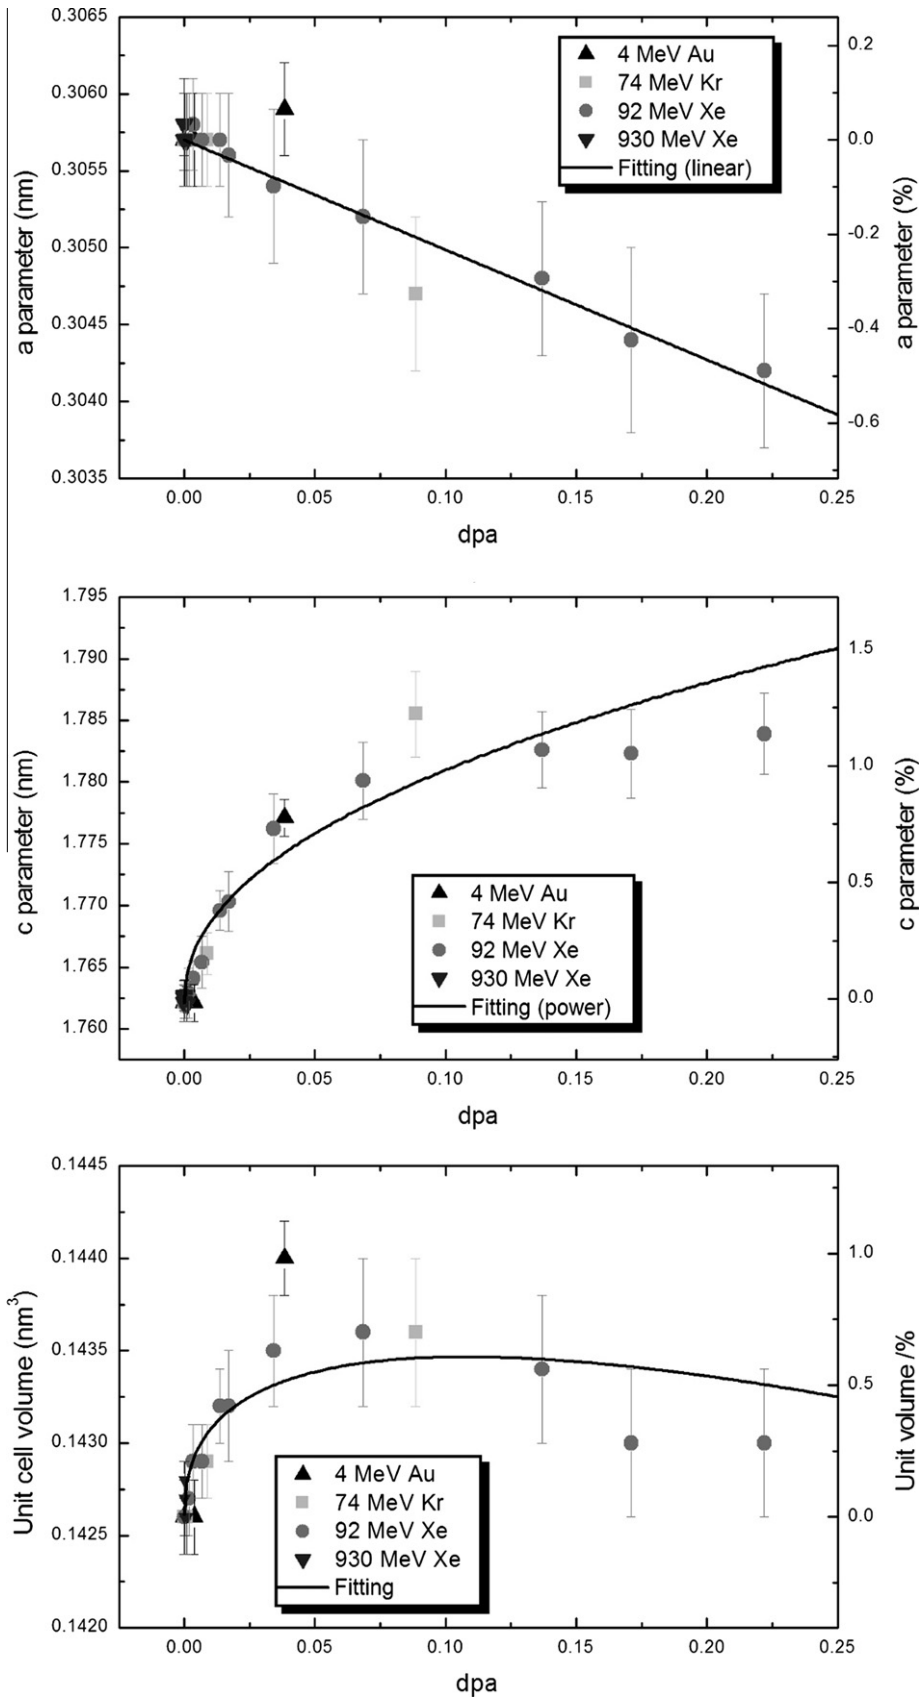 0.3065
0.3060
0.3055
0.3050
0.3045
0.3040
0.3035
a parameter (nm)
4 MeV Au
74 MeV Kr
92 MeV Xe
930 MeV Xe
Fitting (linear)
0.2
0.0
-0.2
-0.4
-0.6
a parameter (%)
0.00 0.05 0.10 0.15 0.20 0.25
dpa
1.795
1.790
1.785
1.780
1.775
1.770
1.765
1.760
c parameter (nm)
4 MeV Au
74 MeV Kr
92 MeV Xe
930 MeV Xe
Fitting (power)
1.5
1.0
0.5
0.0
c parameter (%)
0.00 0.05 0.10 0.15 0.20 0.25
dpa
0.1445
0.1440
0.1435
0.1430
0.1425
0.1420
Unit cell volume (nm³)
4 MeV Au
74 MeV Kr
92 MeV Xe
930 MeV Xe
Fitting
1.0
0.5
0.0
Unit volume /%
0.00 0.05 0.10 0.15 0.20 0.25
dpa